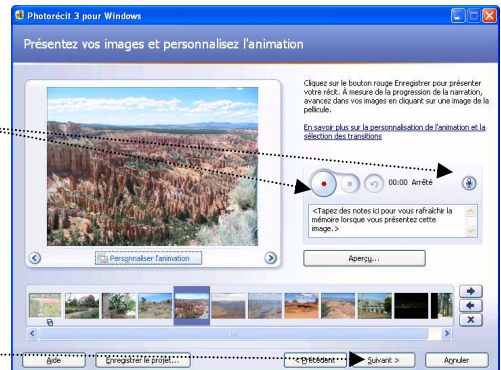 Photorécit 3 pour Windows
Présentez vos images et personnalisez l'animation
Cliquez sur le bouton rouge Enregistrer pour présenter
votre récit. A mesure de la progression de la narration,
avancez dans vos images en cliquant sur une image de la
pellicule.
En savoir plus sur la personnalisation de l'animation et la
sélection des transitions
00:00 Arrêté
<Tapez des notes ici pour vous rafraîchir la
mémoire lorsque vous présentez cette
image.>
Personnaliser l'animation
Aperçu...
Aide
Enregistrer le projet...
< Précédent
Suivant >
Annuler